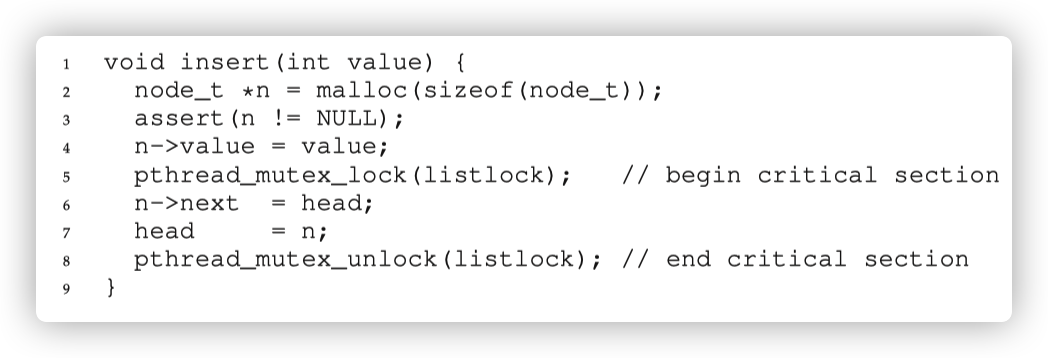 1 void insert(int value) {
2 node_t *n = malloc(sizeof(node_t));
3 assert(n != NULL);
4 n->value = value;
5 pthread_mutex_lock(listlock); // begin critical section
6 n->next = head;
7 head = n;
8 pthread_mutex_unlock(listlock); // end critical section
9 }